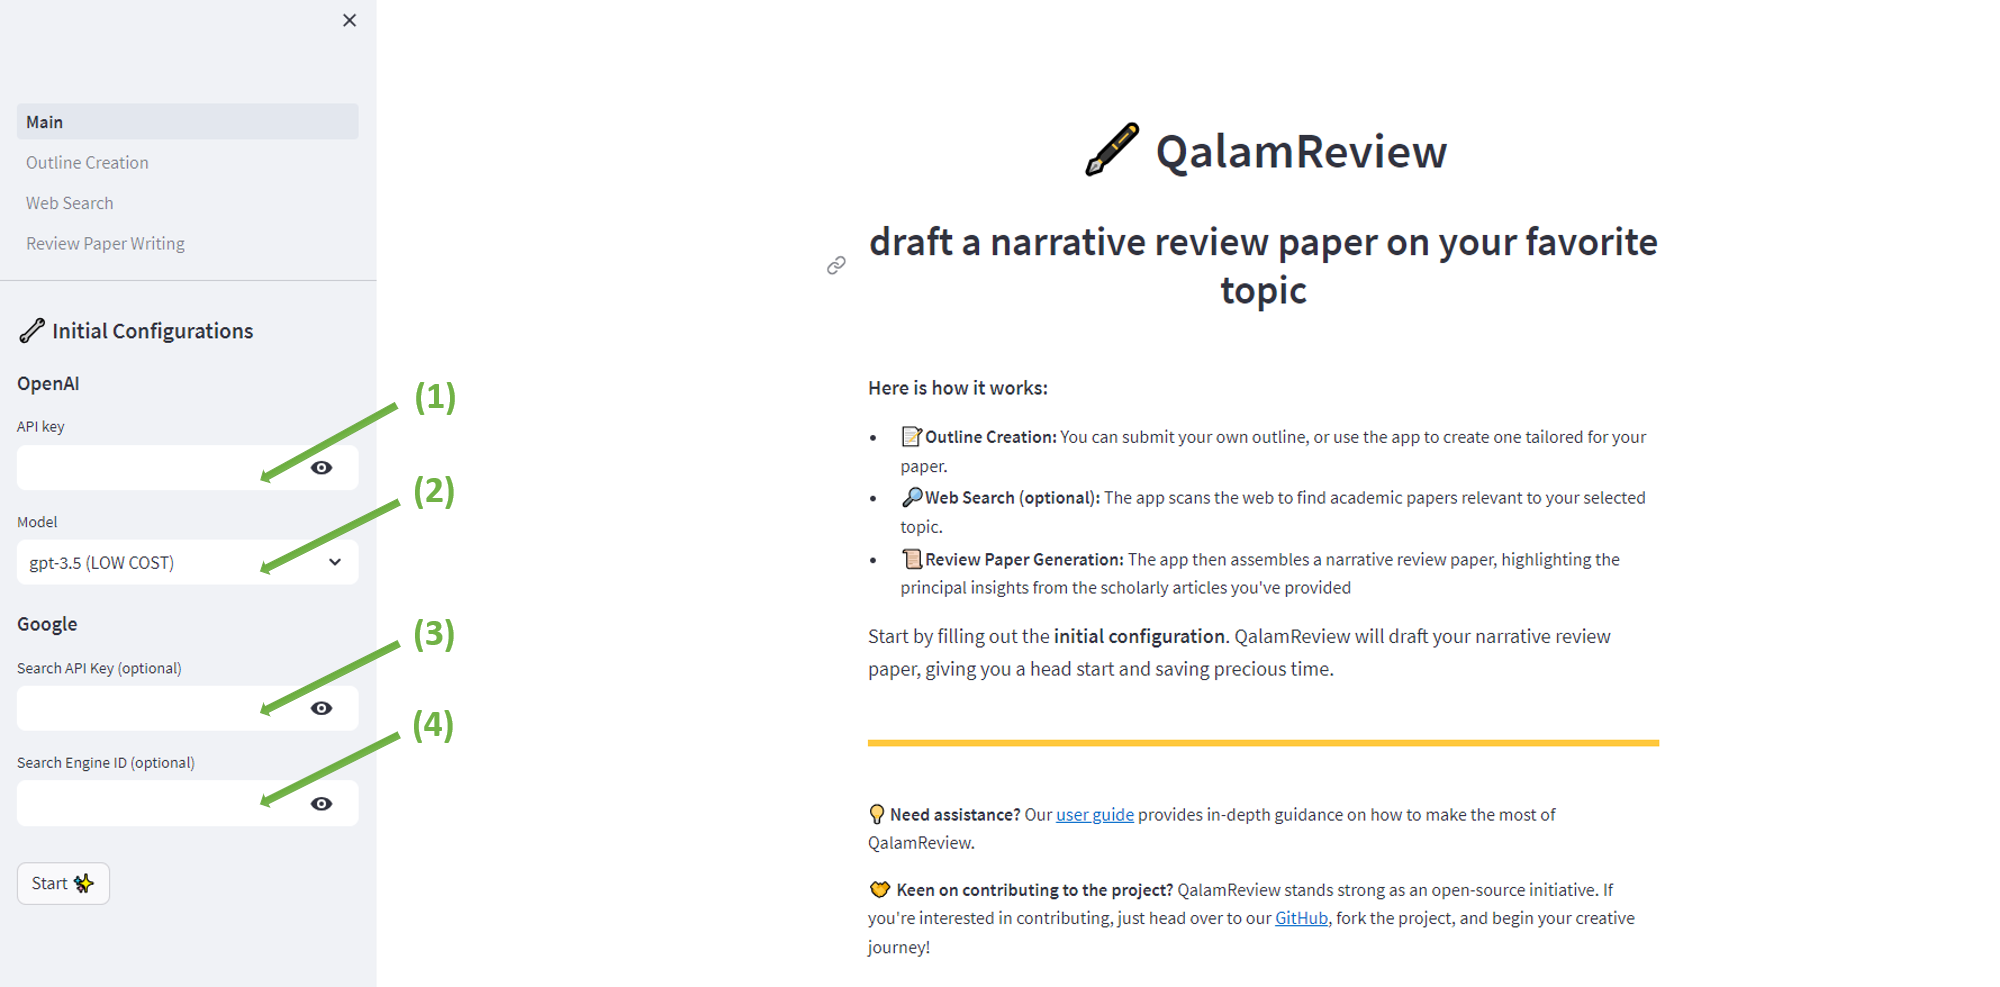 Main
Outline Creation
Web Search
Review Paper Writing
Initial Configurations
OpenAI
API key
(1)
Model
(2)
gpt-3.5 (LOW COST)
Google
Search API Key (optional)
(3)
Search Engine ID (optional)
(4)
Start
QalamReview
draft a narrative review paper on your favorite
topic
Here is how it works:
• Outline Creation: You can submit your own outline, or use the app to create one tailored for your
paper.
• Web Search (optional): The app scans the web to find academic papers relevant to your selected
topic.
• Review Paper Generation: The app then assembles a narrative review paper, highlighting the
principal insights from the scholarly articles you've provided
Start by filling out the initial configuration. QalamReview will draft your narrative review
paper, giving you a head start and saving precious time.
Need assistance? Our user guide provides in-depth guidance on how to make the most of
QalamReview.
Keen on contributing to the project? QalamReview stands strong as an open-source initiative. If
you're interested in contributing, just head over to our GitHub, fork the project, and begin your creative
journey!